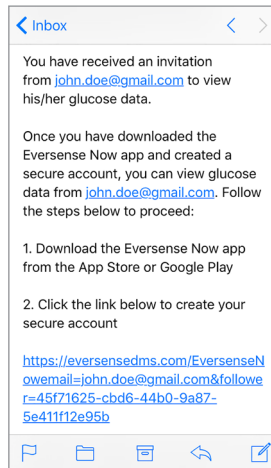 Inbox
You have received an invitation
from john.doe@gmail.com to view
his/her glucose data.
Once you have downloaded the
Eversense Now app and created a
secure account, you can view glucose
data from john.doe@gmail.com. Follow
the steps below to proceed:
1. Download the Eversense Now app
from the App Store or Google Play
2. Click the link below to create your
secure account
https://eversensedms.com/EversenseN
owemail=john.doe@gmail.com&followe
r=45f71625-cbd6-44b0-9a87-
5e411f12e95b